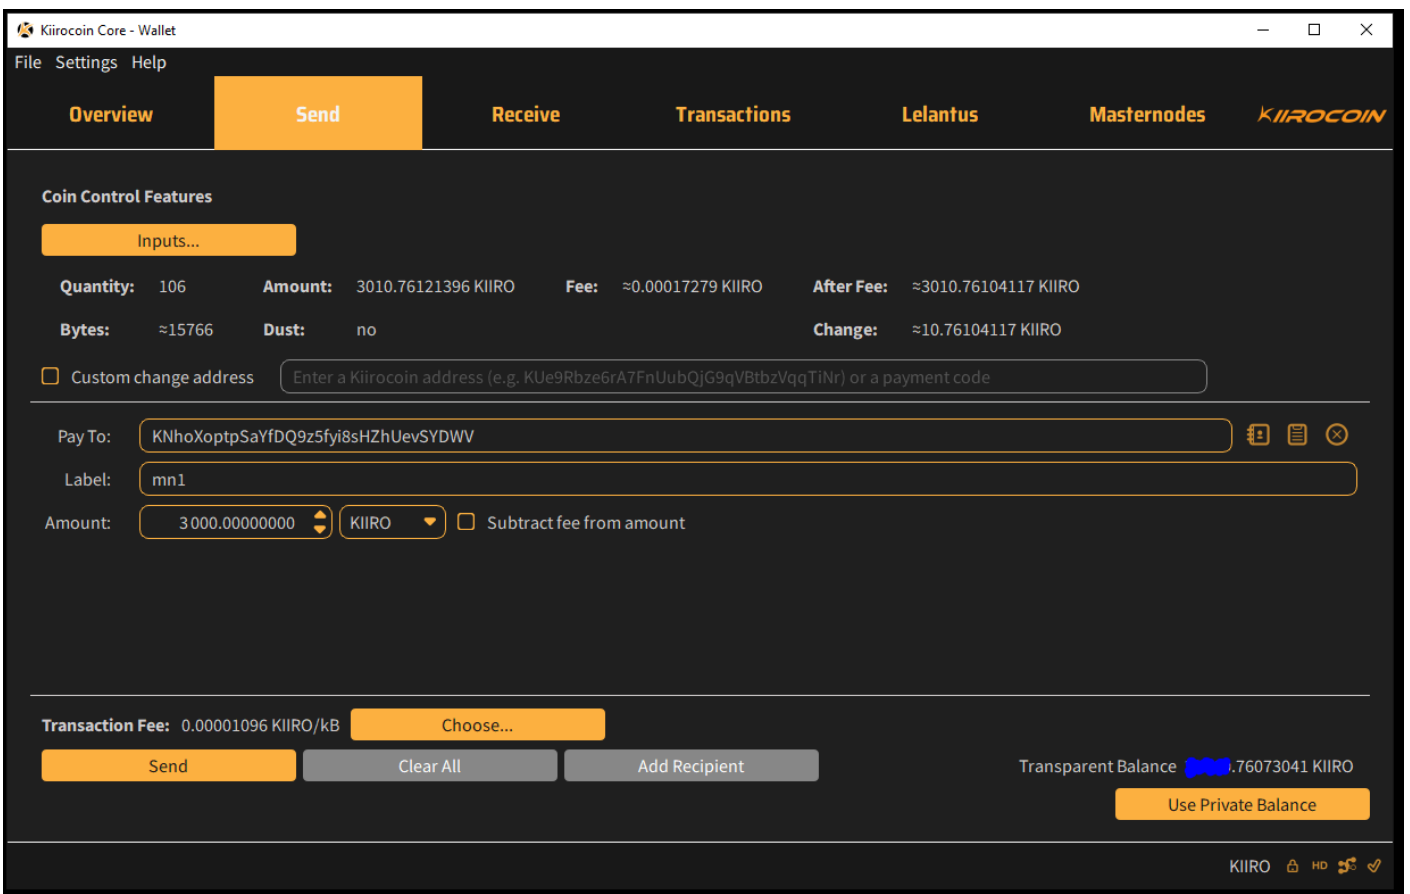 Kiirocoin Core - Wallet
File Settings Help
Overview Send Receive Transactions Lelantus Masternodes KIIROCOIN
Coin Control Features
Inputs...
Quantity: 106 Amount: 3010.76121396 KIIRO Fee: ≈0.00017279 KIIRO After Fee: ≈3010.76104117 KIIRO
Bytes: ≈15766 Dust: no Change: ≈10.76104117 KIIRO
Custom change address Enter a Kiirocoin address (e.g. KUe9Rbze6rA7FnUubQjG9qVBtbzVqqTiNr) or a payment code
Pay To: KNhoXoptpSaYfDQ9z5fyi8sHZhUevSYDWV
Label: mn1
Amount: 3000.00000000 KIIRO Subtract fee from amount
Transaction Fee: 0.00001096 KIIRO/kB Choose...
Send Clear All Add Recipient Transparent Balance .76073041 KIIRO
Use Private Balance
KIIRO HD